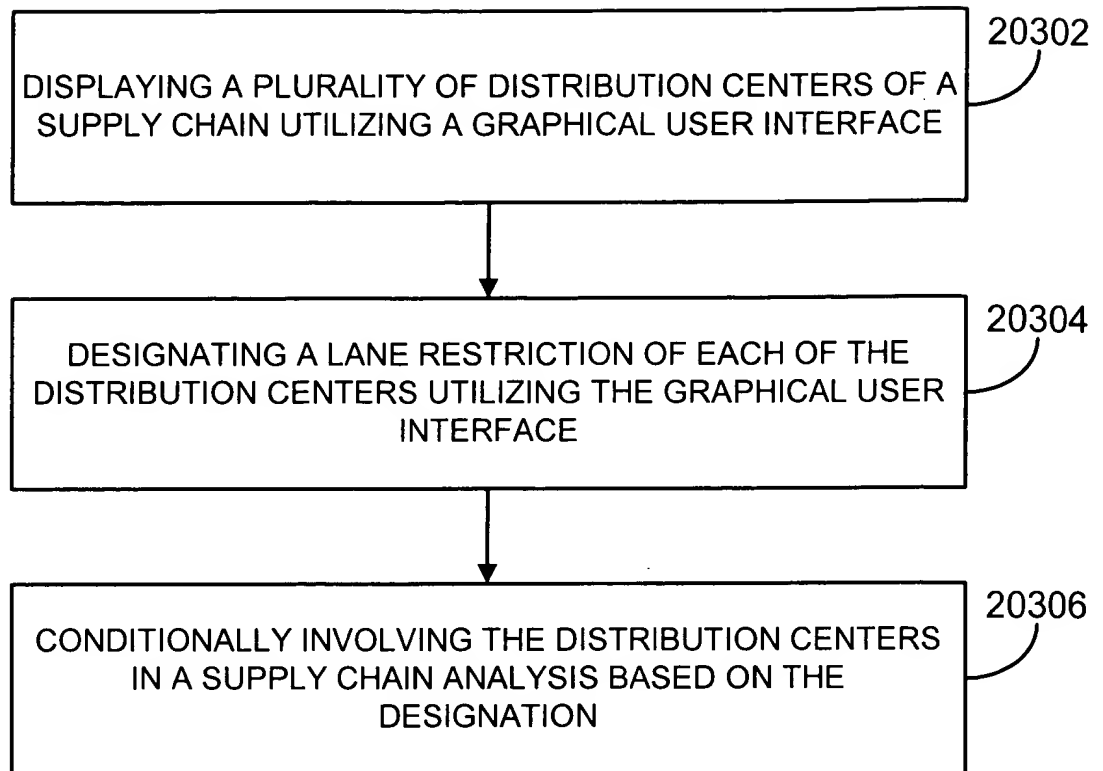 20302
DISPLAYING A PLURALITY OF DISTRIBUTION CENTERS OF A
SUPPLY CHAIN UTILIZING A GRAPHICAL USER INTERFACE
20304
DESIGNATING A LANE RESTRICTION OF EACH OF THE
DISTRIBUTION CENTERS UTILIZING THE GRAPHICAL USER
INTERFACE
20306
CONDITIONALLY INVOLVING THE DISTRIBUTION CENTERS
IN A SUPPLY CHAIN ANALYSIS BASED ON THE
DESIGNATION